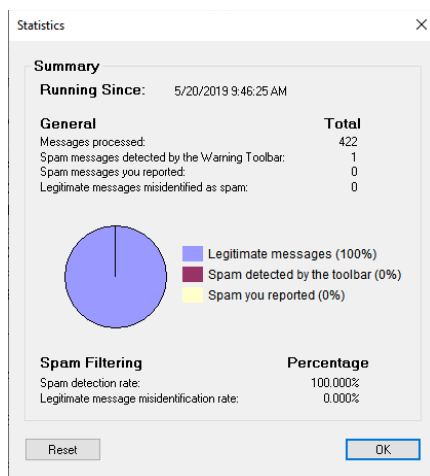 Statistics
Summary
Running Since: 5/20/2019 9:46:25 AM
General Total
Messages processed: 422
Spam messages detected by the Warning Toolbar: 1
Spam messages you reported: 0
Legitimate messages misidentified as spam: 0
Legitimate messages (100%)
Spam detected by the toolbar (0%)
Spam you reported (0%)
Spam Filtering Percentage
Spam detection rate: 100.000%
Legitimate message misidentification rate: 0.000%
Reset OK